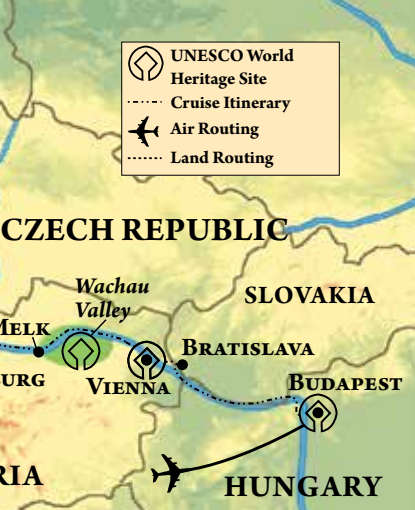 UNESCO World
Heritage Site
Cruise Itinerary
Air Routing
Land Routing
CZECH REPUBLIC
Wachau
Valley
SLOVAKIA
MELK
BRATISLAVA
URG
VIENNA
BUDAPEST
RIA
HUNGARY